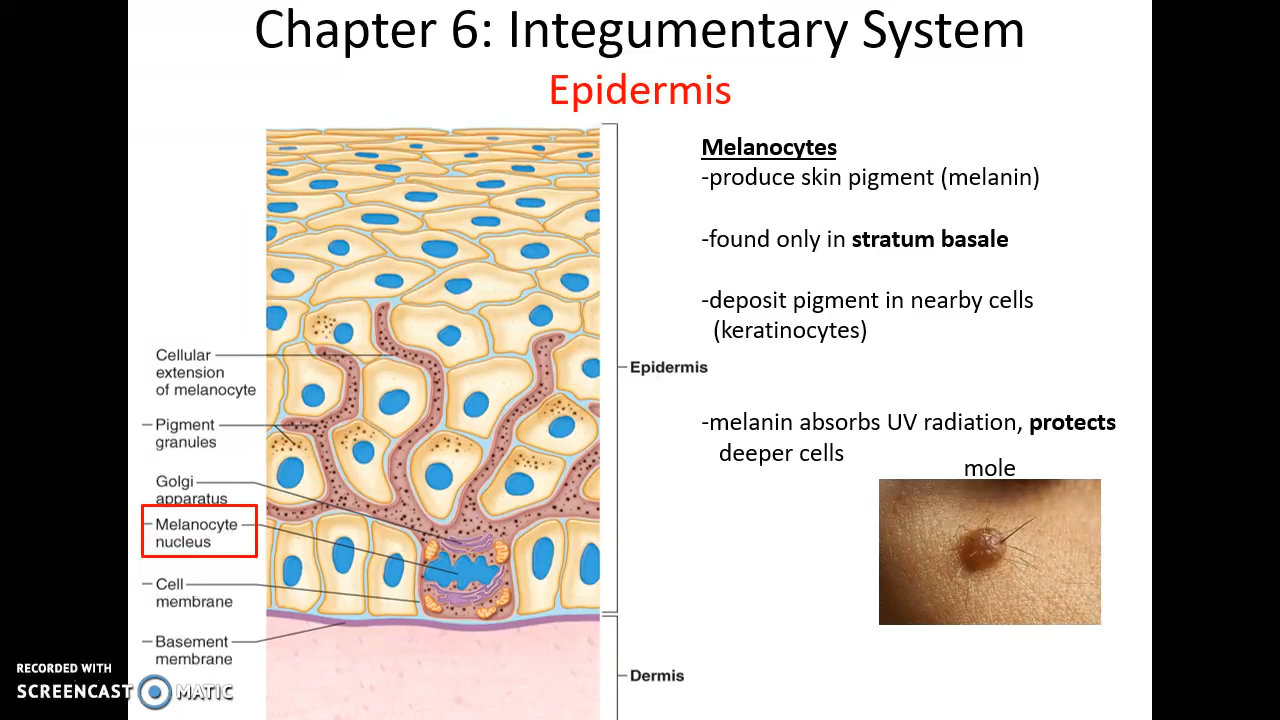 Chapter 6: Integumentary System
Epidermis
Melanocytes
-produce skin pigment (melanin)
-found only in stratum basale
-deposit pigment in nearby cells
(keratinocytes)
-melanin absorbs UV radiation, protects
deeper cells
mole
Cellular
extension
of melanocyte
Pigment
granules
Golgi
apparatus
Melanocyte
nucleus
Cell
membrane
Basement
membrane
Epidermis
Dermis
RECORDED WITH
SCREENCAST MATIC